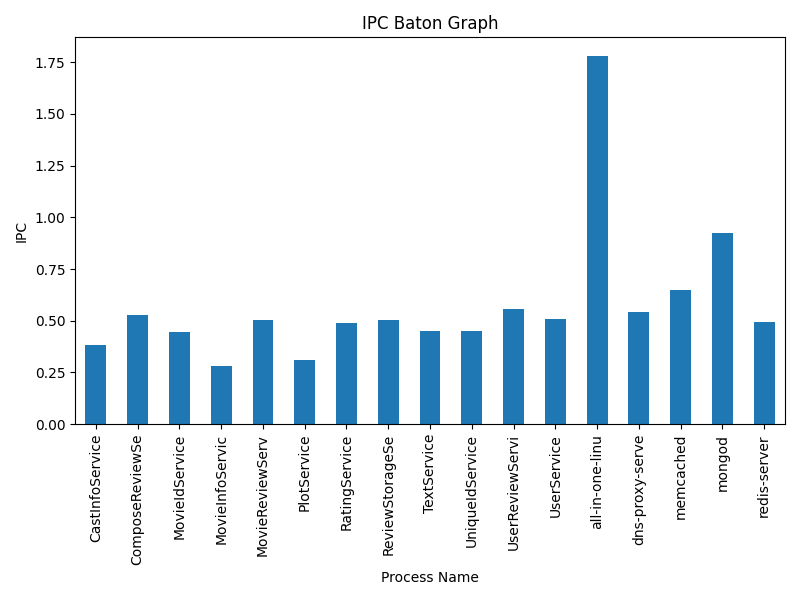 IPC Baton Graph
1.75
1.50
1.25
1.00
0.75
0.50
0.25
0.00
IPC
CastInfoService
ComposeReviewSe
MovieIdService
MovieInfoServic
MovieReviewServ
PlotService
RatingService
ReviewStorageSe
TextService
UniqueIdService
UserReviewServi
UserService
all-in-one-linu
dns-proxy-serve
memcached
mongod
redis-server
Process Name